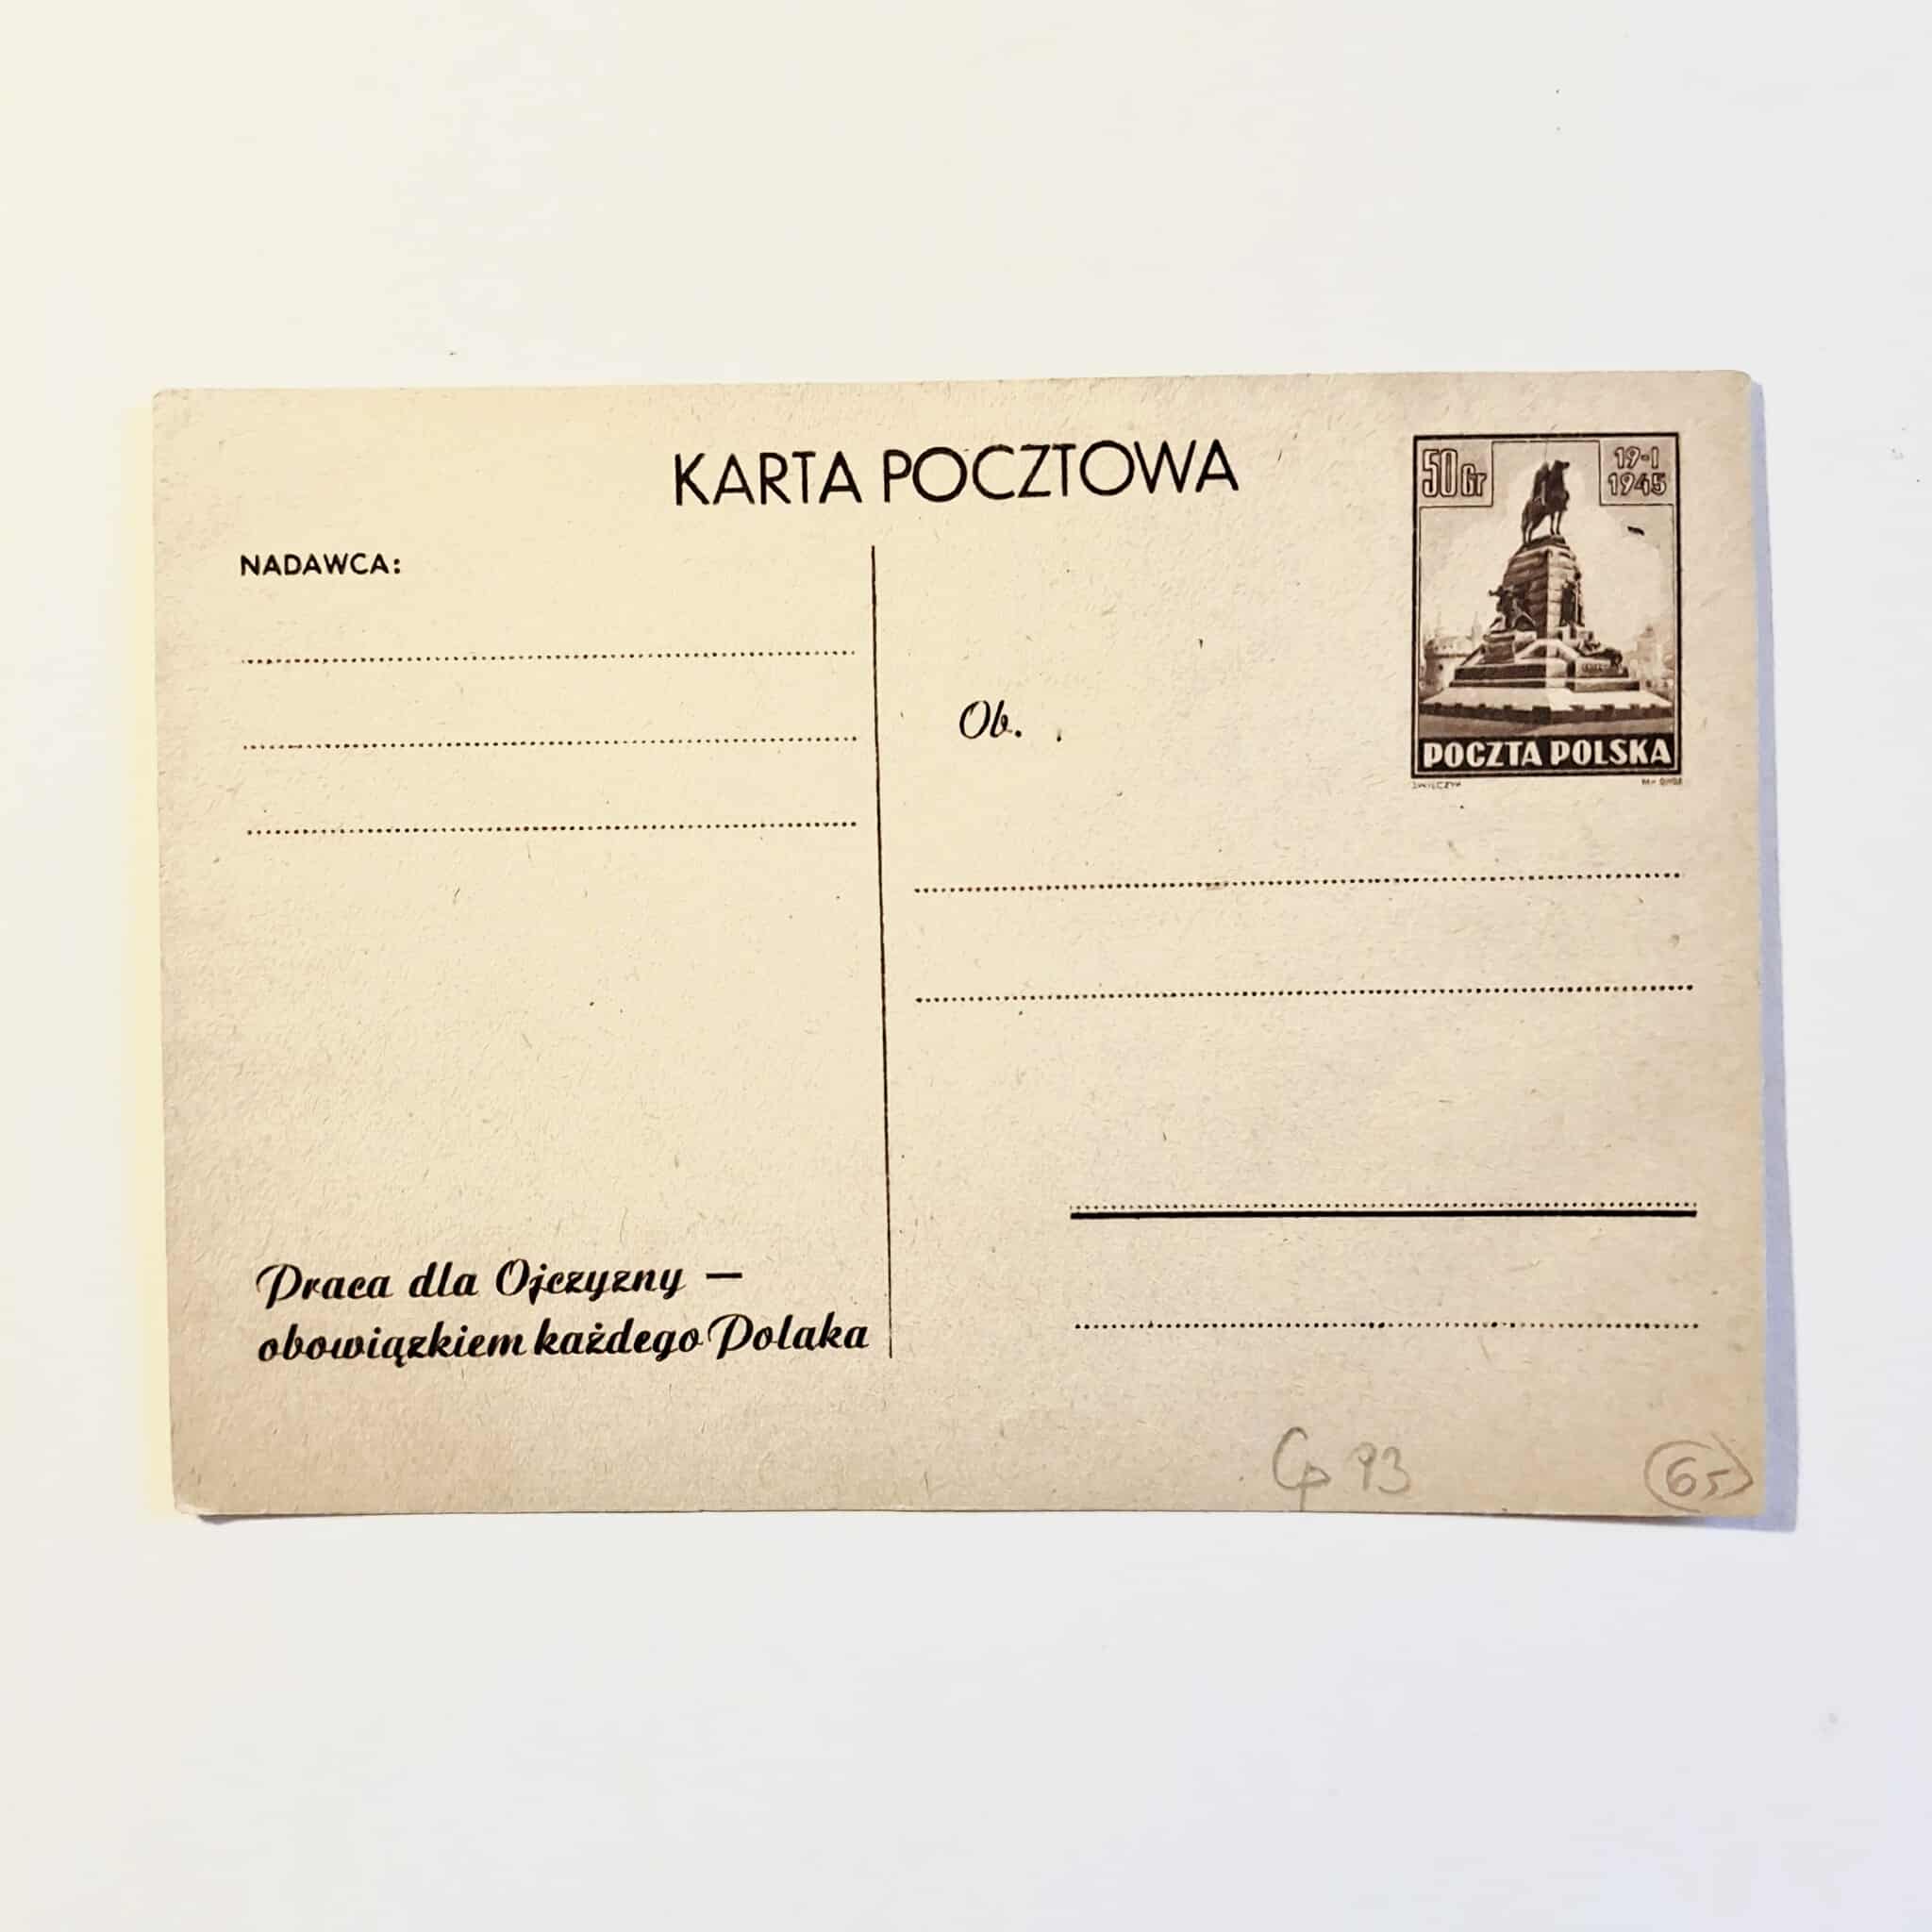 KARTA POCZTOWA
50 Gr
19-I
1945
NADAWCA:
Ob.
POCZTA POLSKA
Praca dla Ojczyzny —
obowiązkiem każdego Polaka
Cp 93
65